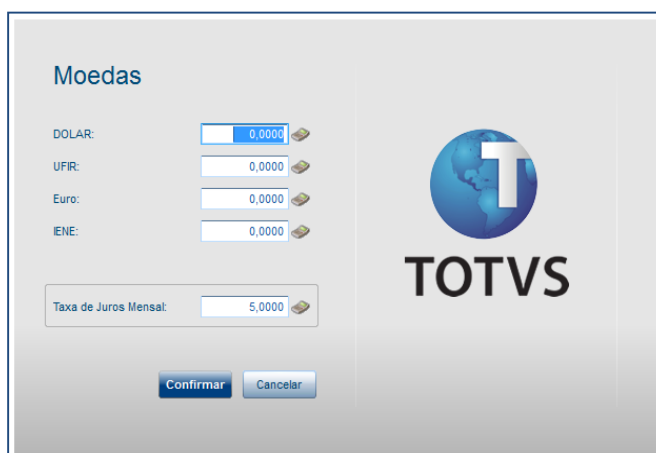 Moedas
DOLAR: 0,0000
UFIR: 0,0000
Euro: 0,0000
IENE: 0,0000
Taxa de Juros Mensal: 5,0000
Confirmar Cancelar
T
TOTVS